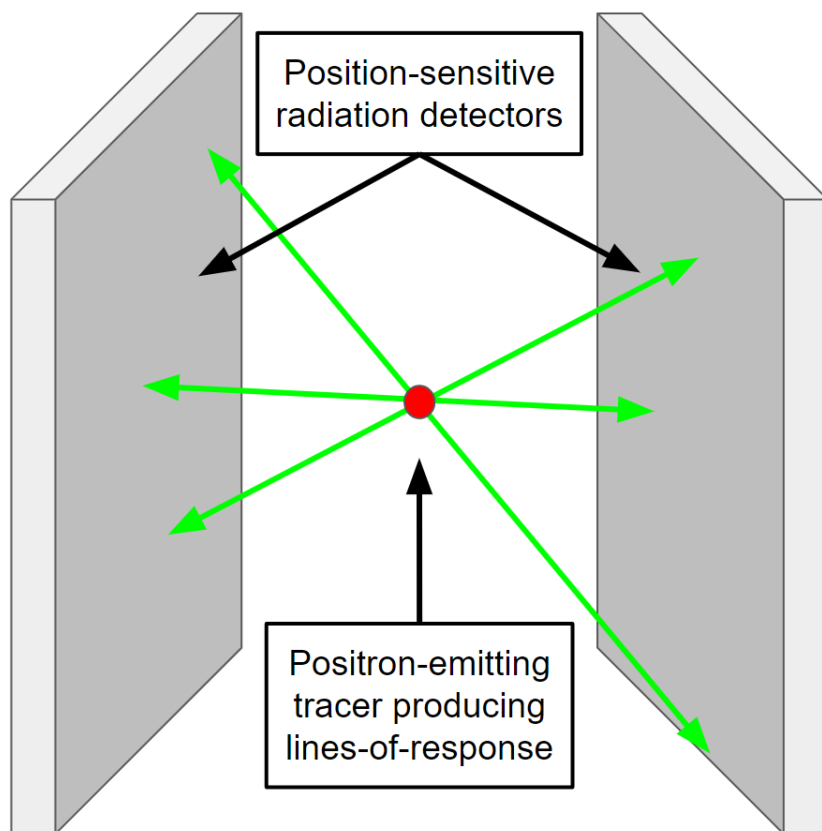 Position-sensitive
radiation detectors
Positron-emitting
tracer producing
lines-of-response